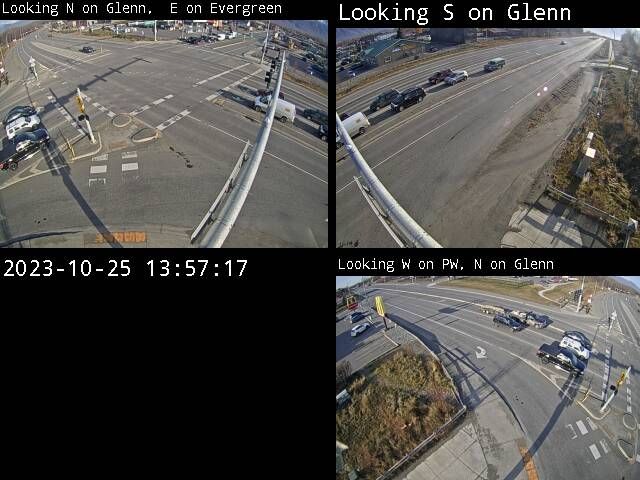 Looking N on Glenn,  E on Evergreen
Looking S on Glenn
2023-10-25 13:57:17
Looking W on PW, N on Glenn